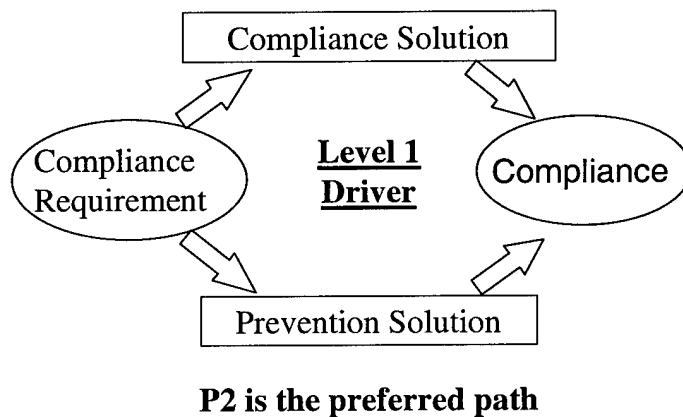 Compliance Solution
Compliance
Requirement
Level 1
Driver
Compliance
Prevention Solution
P2 is the preferred path